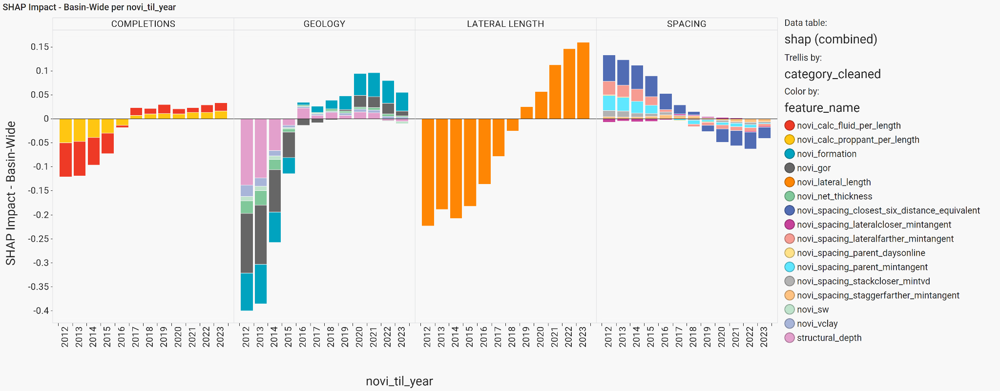 SHAP Impact - Basin-Wide per novi_til_year
COMPLETIONS GEOLOGY LATERAL LENGTH SPACING
SHAP Impact - Basin-Wide
0.15
0.1
0.05
0
-0.05
-0.1
-0.15
-0.2
-0.25
-0.3
-0.35
-0.4
2012 2013 2014 2015 2016 2017 2018 2019 2020 2021 2022 2023
2012 2013 2014 2015 2016 2017 2018 2019 2020 2021 2022 2023
2012 2013 2014 2015 2016 2017 2018 2019 2020 2021 2022 2023
2012 2013 2014 2015 2016 2017 2018 2019 2020 2021 2022 2023
novi_til_year
Data table:
shap (combined)
Trellis by:
category_cleaned
Color by:
feature_name
novi_calc_fluid_per_length
novi_calc_proppant_per_length
novi_formation
novi_gor
novi_lateral_length
novi_net_thickness
novi_spacing_closest_six_distance_equivalent
novi_spacing_lateralcloser_mintangent
novi_spacing_lateralfarther_mintangent
novi_spacing_parent_daysonline
novi_spacing_parent_mintangent
novi_spacing_stackcloser_mintvd
novi_spacing_staggerfarther_mintangent
novi_sw
novi_vclay
structural_depth